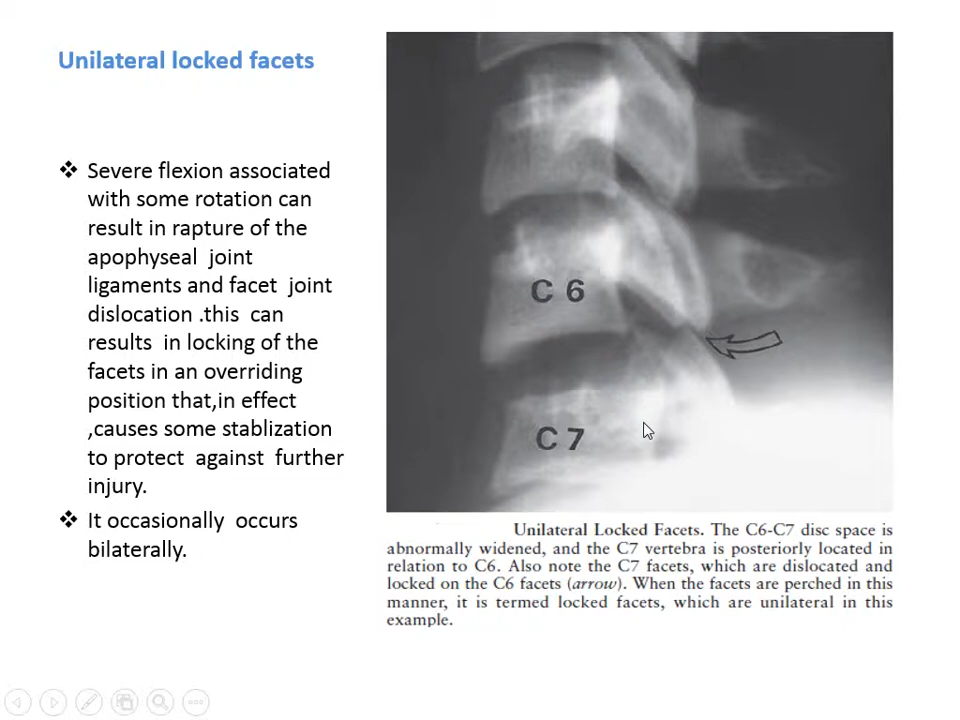 Unilateral locked facets
Severe flexion associated
with some rotation can
result in rapture of the
apophyseal joint
ligaments and facet joint
dislocation .this can
results in locking of the
facets in an overriding
position that,in effect
,causes some stablization
to protect against further
injury.
It occasionally occurs
bilaterally.
C 6
C 7
Unilateral Locked Facets. The C6-C7 disc space is
abnormally widened, and the C7 vertebra is posteriorly located in
relation to C6. Also note the C7 facets, which are dislocated and
locked on the C6 facets (arrow). When the facets are perched in this
manner, it is termed locked facets, which are unilateral in this
example.